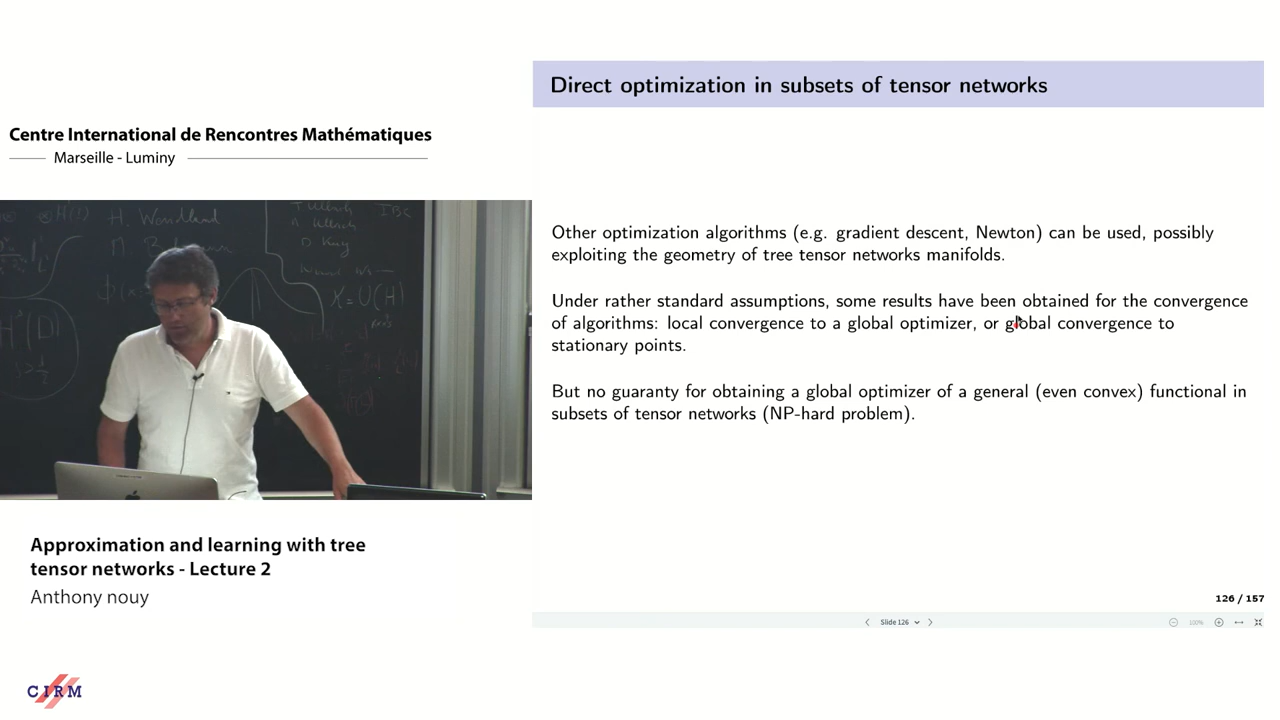 Centre International de Rencontres Mathématiques
Marseille - Luminy
H. Woxniakowski
X = U(H)
Approximation and learning with tree
tensor networks - Lecture 2
Anthony nouy
CIRM
Direct optimization in subsets of tensor networks
Other optimization algorithms (e.g. gradient descent, Newton) can be used, possibly
exploiting the geometry of tree tensor networks manifolds.
Under rather standard assumptions, some results have been obtained for the convergence
of algorithms: local convergence to a global optimizer, or global convergence to
stationary points.
But no guaranty for obtaining a global optimizer of a general (even convex) functional in
subsets of tensor networks (NP-hard problem).
126 / 157
Slide 126
100%